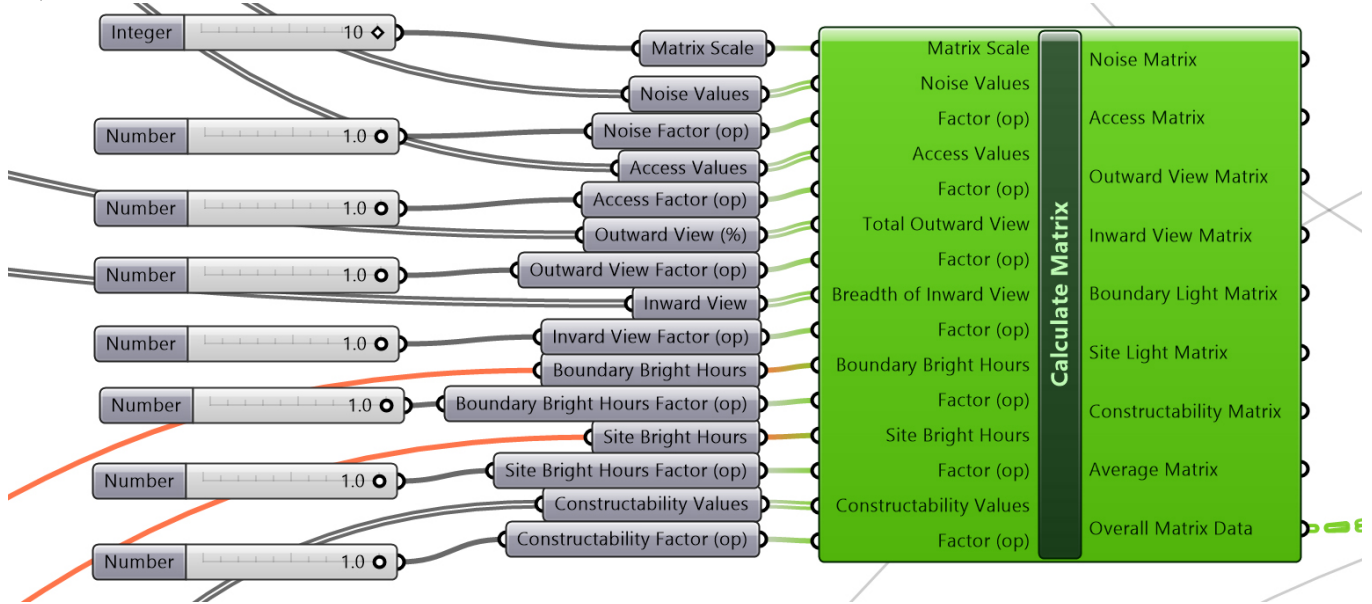 Integer 10
Matrix Scale
Noise Values
Number 1.0
Noise Factor (op)
Access Values
Number 1.0
Access Factor (op)
Outward View (%)
Number 1.0
Outward View Factor (op)
Inward View
Number 1.0
Invard View Factor (op)
Boundary Bright Hours
Number 1.0
Boundary Bright Hours Factor (op)
Site Bright Hours
Number 1.0
Site Bright Hours Factor (op)
Constructability Values
Number 1.0
Constructability Factor (op)
Matrix Scale
Noise Values
Factor (op)
Access Values
Factor (op)
Total Outward View
Factor (op)
Breadth of Inward View
Factor (op)
Boundary Bright Hours
Factor (op)
Site Bright Hours
Factor (op)
Constructability Values
Factor (op)
Calculate Matrix
Noise Matrix
Access Matrix
Outward View Matrix
Inward View Matrix
Boundary Light Matrix
Site Light Matrix
Constructability Matrix
Average Matrix
Overall Matrix Data